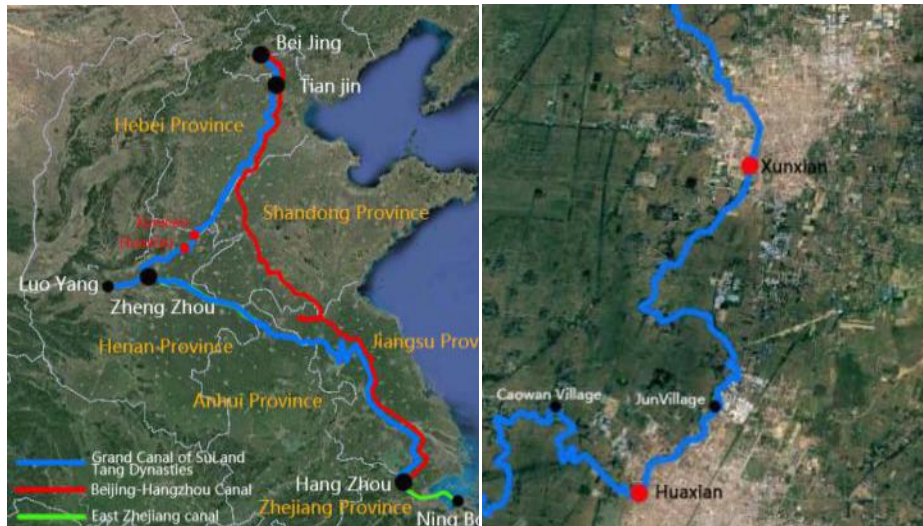 Bei Jing
Tian jin
Hebei Province
Shandong Province
Luo Yang
Zheng Zhou
Henan Province
Jiangsu Prov
Anhui Province
Grand Canal of Sui and
Tang Dynasties
Beijing-Hangzhou Canal
East Zhejiang canal
Hang Zhou
Zhejiang Province
Ning Bo
Xunxian
Caowan Village
JunVillage
Huaxian